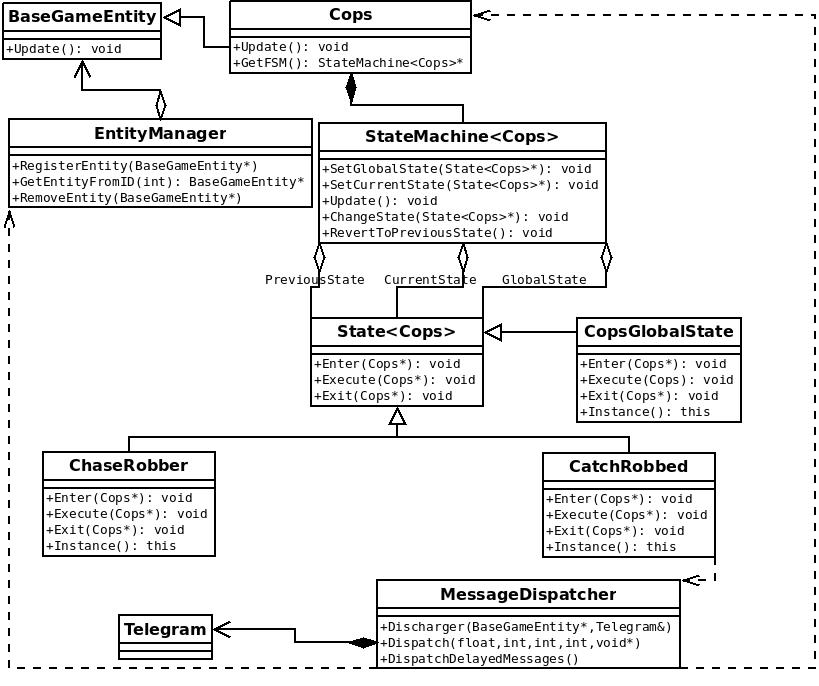 BaseGameEntity
+Update(): void
Cops
+Update(): void
+GetFSM(): StateMachine<Cops>*
EntityManager
+RegisterEntity(BaseGameEntity*)
+GetEntityFromID(int): BaseGameEntity*
+RemoveEntity(BaseGameEntity*)
StateMachine<Cops>
+SetGlobalState(State<Cops>*): void
+SetCurrentState(State<Cops>*): void
+Update(): void
+ChangeState(State<Cops>*): void
+RevertToPreviousState(): void
PreviousState
CurrentState
GlobalState
State<Cops>
+Enter(Cops*): void
+Execute(Cops*): void
+Exit(Cops*): void
CopsGlobalState
+Enter(Cops*): void
+Execute(Cops): void
+Exit(Cops*): void
+Instance(): this
ChaseRobber
+Enter(Cops*): void
+Execute(Cops*): void
+Exit(Cops*): void
+Instance(): this
CatchRobbed
+Enter(Cops*): void
+Execute(Cops*): void
+Exit(Cops*): void
+Instance(): this
MessageDispatcher
+Discharger(BaseGameEntity*,Telegram&)
+Dispatch(float,int,int,int,void*)
+DispatchDelayedMessages()
Telegram